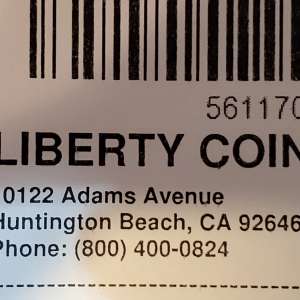 561170
LIBERTY COIN
0122 Adams Avenue
Huntington Beach, CA 92646
Phone: (800) 400-0824